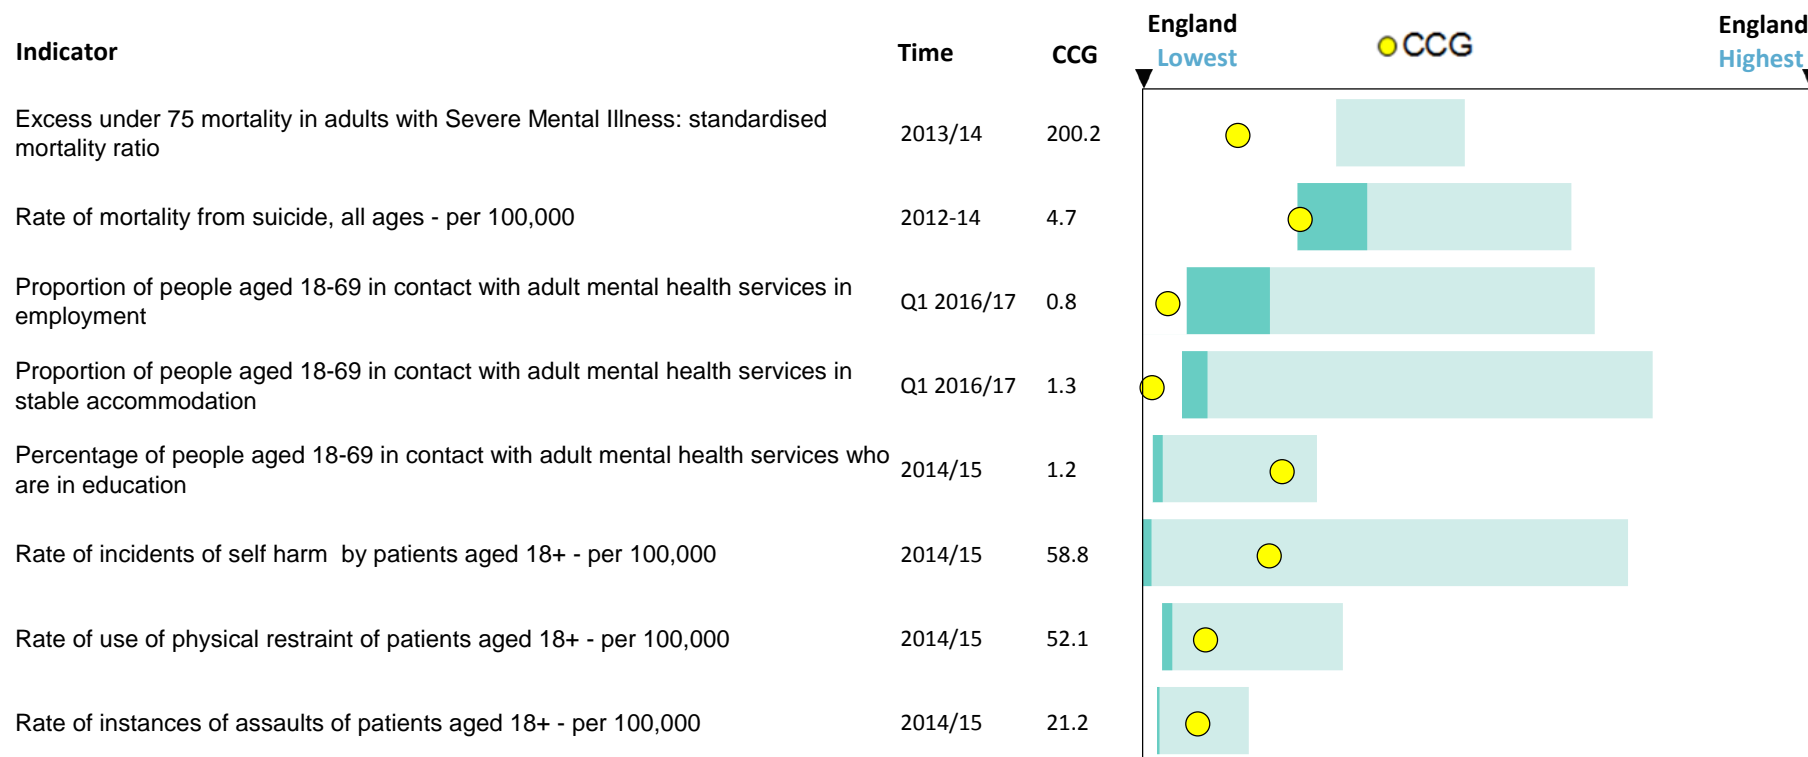 Indicator Time CCG England Lowest CCG England Highest
Excess under 75 mortality in adults with Severe Mental Illness: standardised
mortality ratio
2013/14 200.2
Rate of mortality from suicide, all ages - per 100,000 2012-14 4.7
Proportion of people aged 18-69 in contact with adult mental health services in
employment
Q1 2016/17 0.8
Proportion of people aged 18-69 in contact with adult mental health services in
stable accommodation
Q1 2016/17 1.3
Percentage of people aged 18-69 in contact with adult mental health services who
are in education
2014/15 1.2
Rate of incidents of self harm  by patients aged 18+ - per 100,000 2014/15 58.8
Rate of use of physical restraint of patients aged 18+ - per 100,000 2014/15 52.1
Rate of instances of assaults of patients aged 18+ - per 100,000 2014/15 21.2